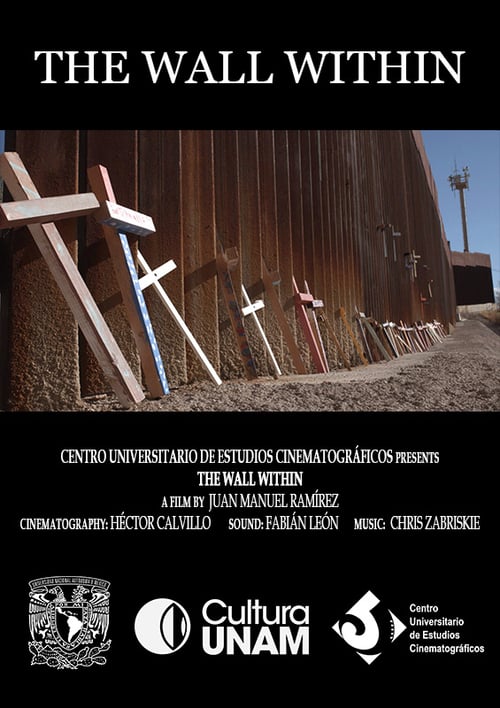 THE WALL WITHIN
CENTRO UNIVERSITARIO DE ESTUDIOS CINEMATOGRÁFICOS PRESENTS
THE WALL WITHIN
A FILM BY JUAN MANUEL RAMÍREZ
CINEMATOGRAPHY: HÉCTOR CALVILLO SOUND: FABIÁN LEÓN MUSIC: CHRIS ZABRISKIE
Cultura
UNAM
Centro
Universitario
de Estudios
Cinematográficos